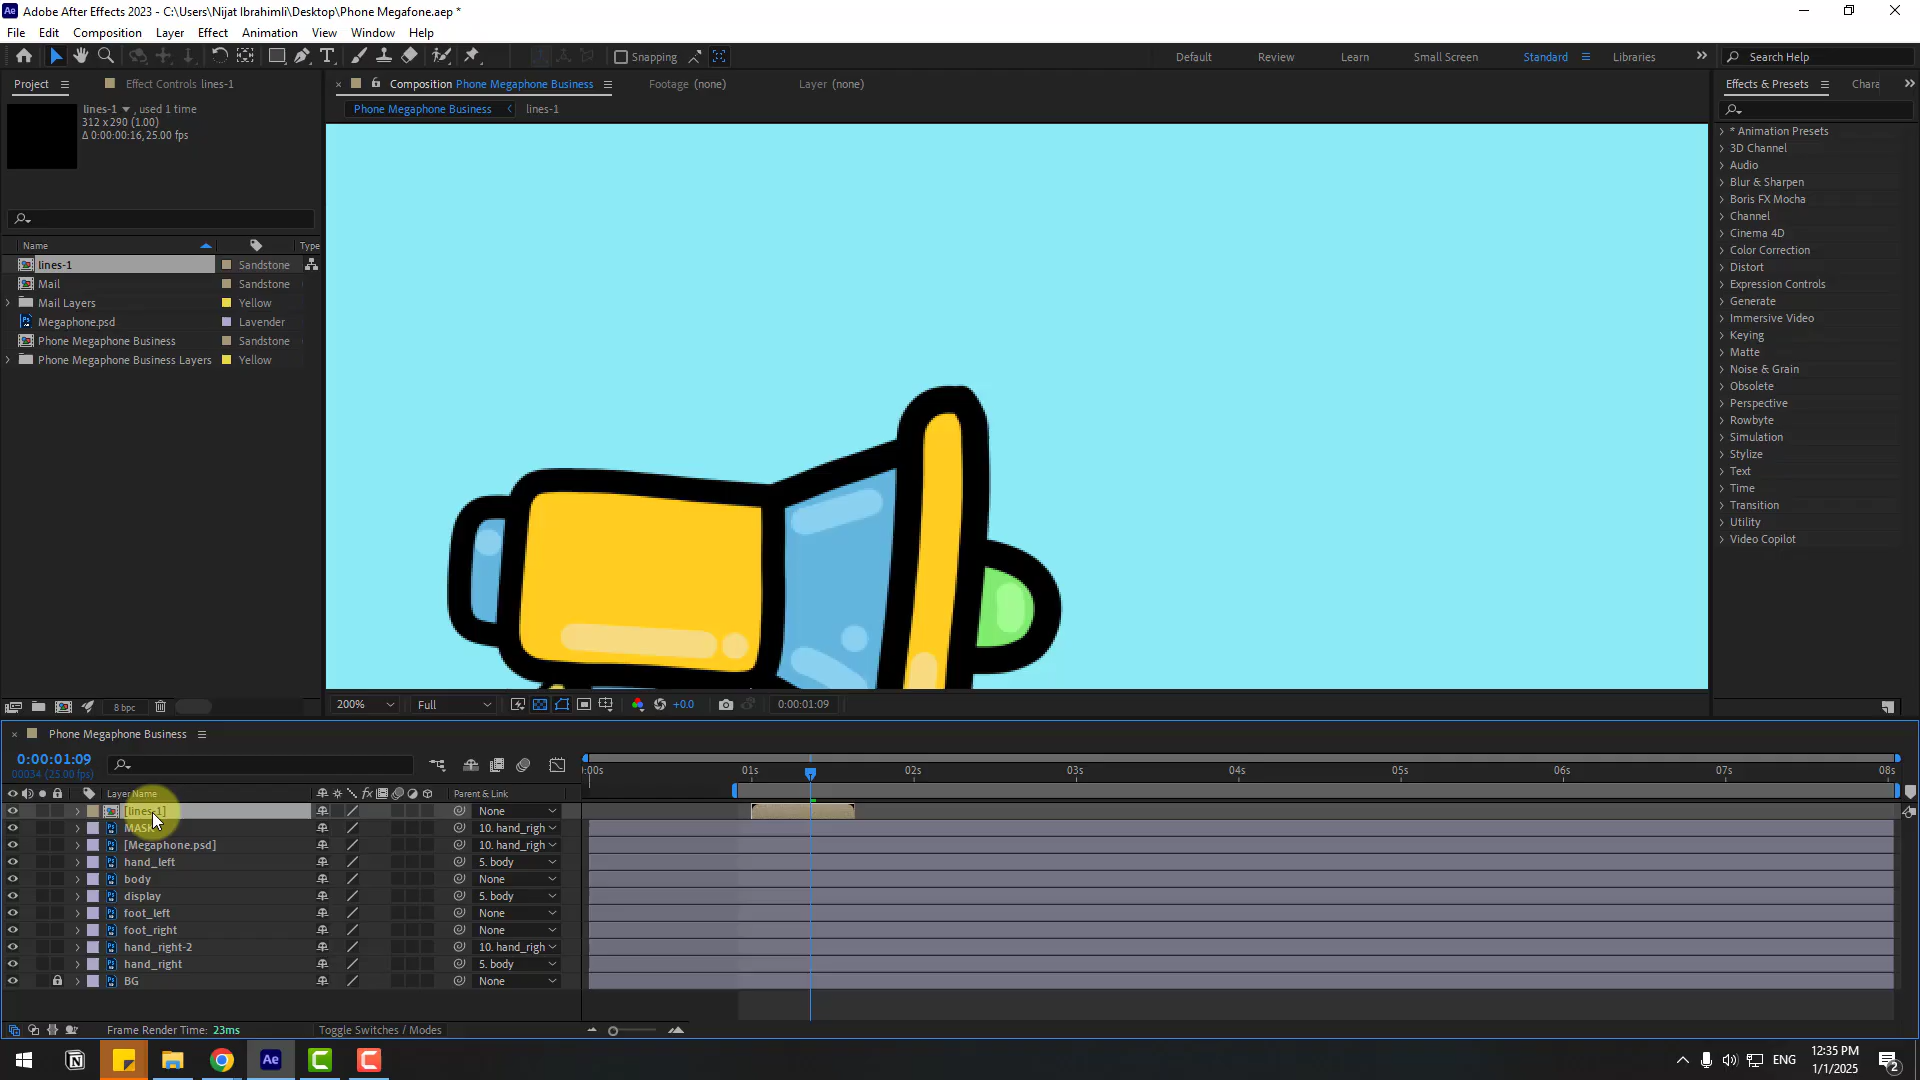 Adobe After Effects 2023 - C:\Users\Nijat Ibrahimli\Desktop\Phone Megafone.aep *
File Edit Composition Layer Effect Animation View Window Help
Snapping Default Review Learn Small Screen Standard Libraries Search Help
Project Effect Controls lines-1 Composition Phone Megaphone Business Footage (none) Layer (none) Effects & Presets Chara
lines-1 , used 1 time
312 x 290 (1.00)
Δ 0:00:00:16, 25.00 fps
Phone Megaphone Business lines-1
* Animation Presets
3D Channel
Audio
Blur & Sharpen
Boris FX Mocha
Channel
Cinema 4D
Color Correction
Distort
Expression Controls
Generate
Immersive Video
Keying
Matte
Noise & Grain
Obsolete
Perspective
Rowbyte
Simulation
Stylize
Text
Time
Transition
Utility
Video Copilot
Name Type
lines-1 Sandstone
Mail Sandstone
Mail Layers Yellow
Megaphone.psd Lavender
Phone Megaphone Business Sandstone
Phone Megaphone Business Layers Yellow
8 bpc 200% Full +0.0 0:00:01:09
Phone Megaphone Business
0:00:01:09
00034 (25.00 fps)
:00s 01s 02s 03s 04s 05s 06s 07s 08s
Layer Name fx Parent & Link
[lines-1] None
MASK 10. hand_righ
[Megaphone.psd] 10. hand_righ
hand_left 5. body
body None
display 5. body
foot_left None
foot_right None
hand_right-2 10. hand_righ
hand_right 5. body
BG None
Frame Render Time: 23ms Toggle Switches / Modes
Ae ENG 12:35 PM
1/1/2025 2